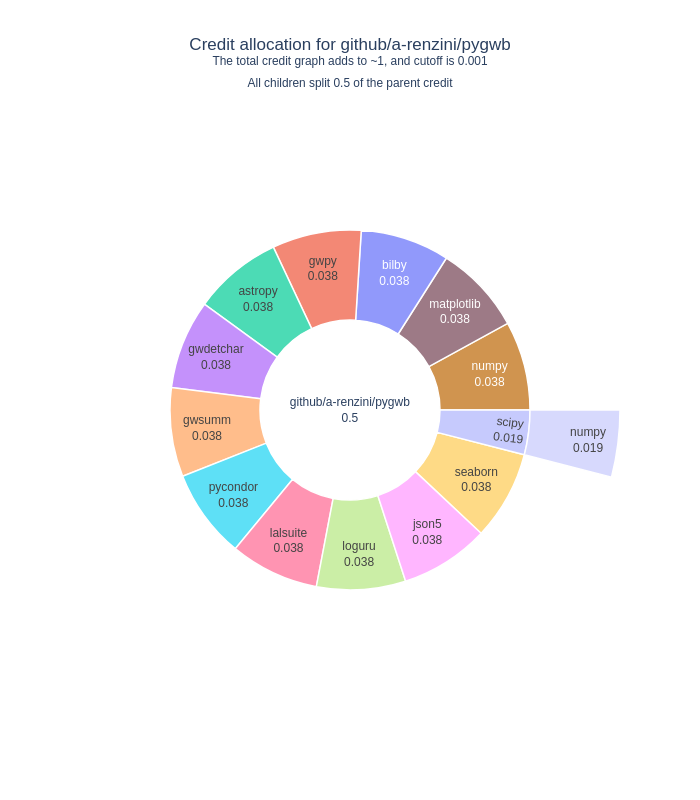 Credit allocation for github/a-renzini/pygwb
The total credit graph adds to ~1, and cutoff is 0.001
All children split 0.5 of the parent credit
gwpy
0.038
bilby
0.038
astropy
0.038
matplotlib
0.038
gwdetchar
0.038
numpy
0.038
github/a-renzini/pygwb
0.5
gwsumm
0.038
scipy
0.019
numpy
0.019
seaborn
0.038
pycondor
0.038
json5
0.038
lalsuite
0.038
loguru
0.038